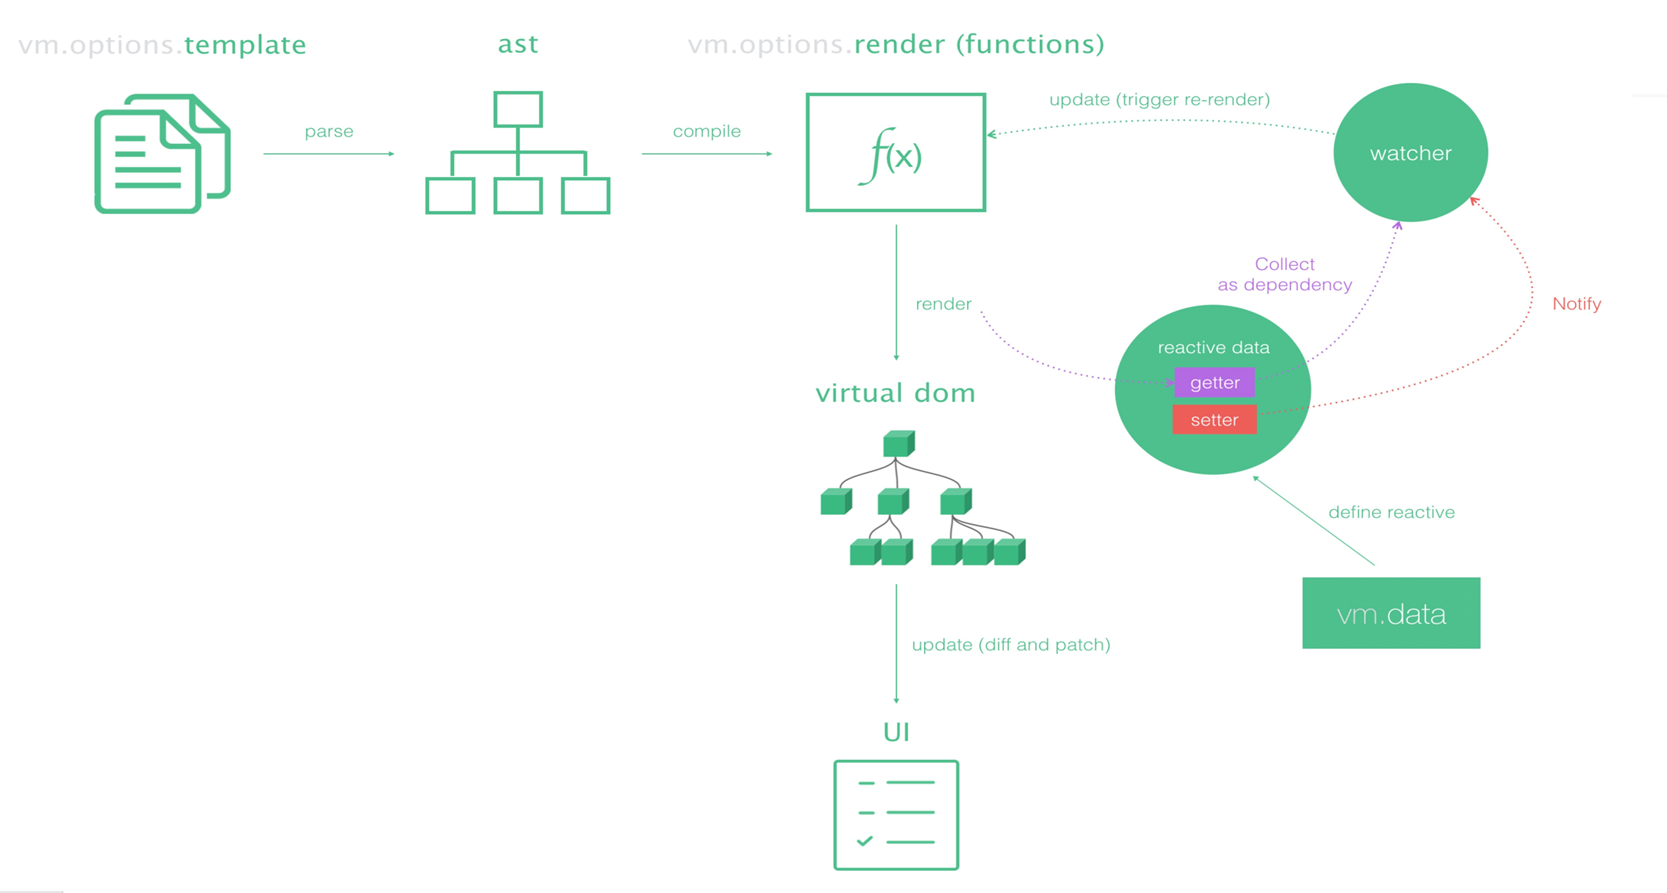 vm.options.template
ast
vm.options.render (functions)
parse
compile
f(x)
update (trigger re-render)
watcher
Collect
as dependency
render
Notify
reactive data
getter
setter
virtual dom
define reactive
vm.data
update (diff and patch)
UI